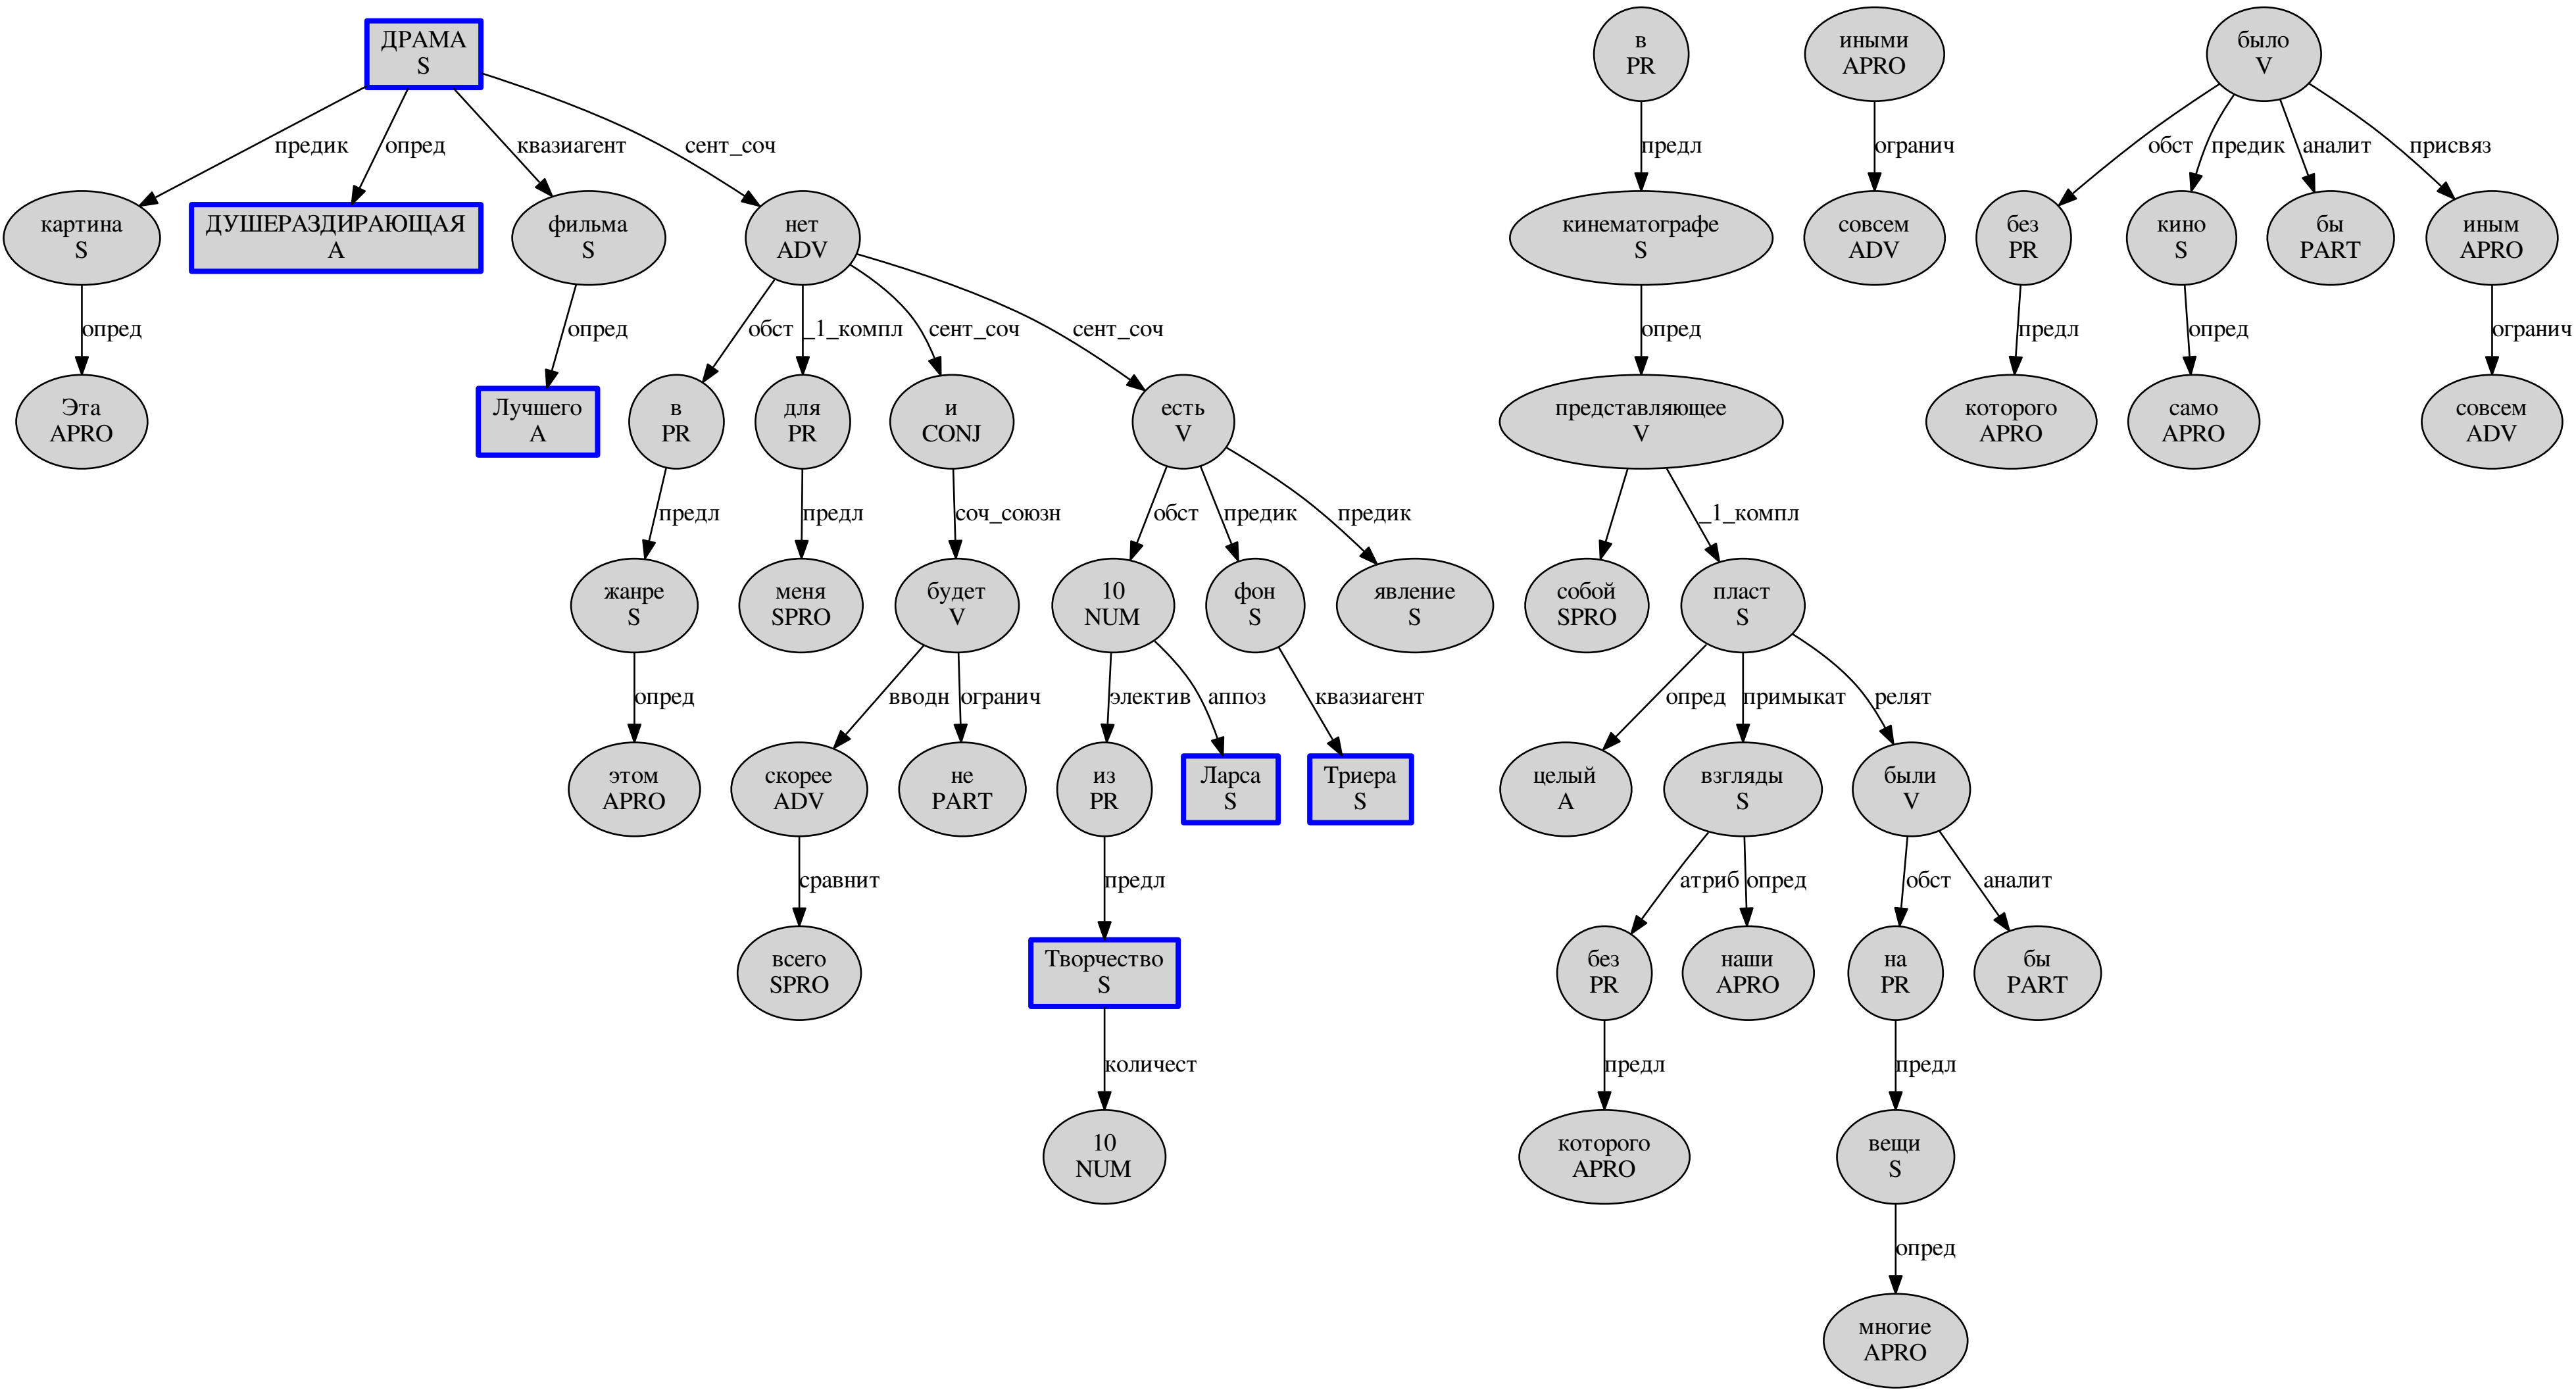 ДРАМА
S
в
PR
иными
APRO
было
V
предик
опред
квазиагент
сент_соч
предл
огранич
обст
предик
аналит
присвяз
картина
S
ДУШЕРАЗДИРАЮЩАЯ
A
фильма
S
нет
ADV
кинематографе
S
совсем
ADV
без
PR
кино
S
бы
PART
иным
APRO
опред
опред
обст
_1_компл
сент_соч
сент_соч
опред
предл
опред
огранич
Эта
APRO
Лучшего
A
в
PR
для
PR
и
CONJ
есть
V
представляющее
V
которого
APRO
само
APRO
совсем
ADV
предл
предл
соч_союзн
обст
предик
предик
_1_компл
жанре
S
меня
SPRO
будет
V
10
NUM
фон
S
явление
S
собой
SPRO
пласт
S
опред
вводн
огранич
электив
аппоз
квазиагент
опред
примыкат
релят
этом
APRO
скорее
ADV
не
PART
из
PR
Ларса
S
Триера
S
целый
A
взгляды
S
были
V
сравнит
предл
атриб
опред
обст
аналит
всего
SPRO
Творчество
S
без
PR
наши
APRO
на
PR
бы
PART
количест
предл
предл
10
NUM
которого
APRO
вещи
S
опред
многие
APRO